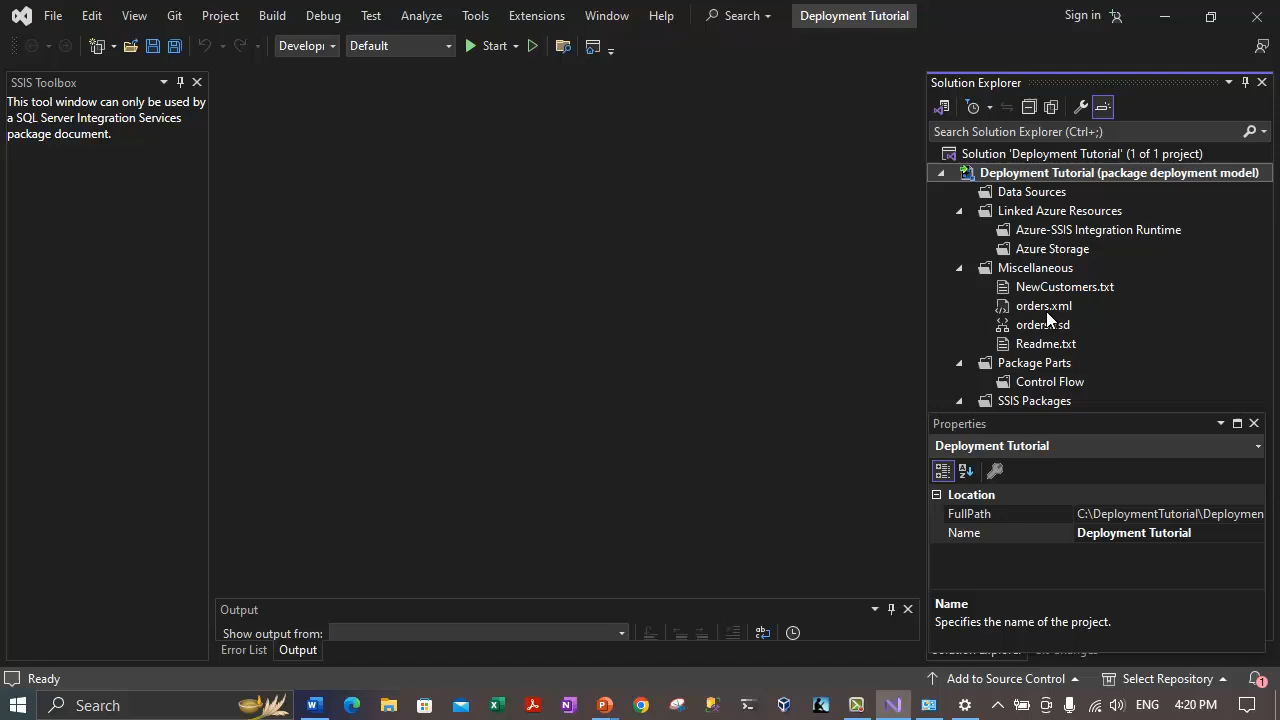 File Edit View Git Project Build Debug Test Analyze Tools Extensions Window Help Search Deployment Tutorial Sign in
Develop Default Start
SSIS Toolbox
This tool window can only be used by
a SQL Server Integration Services
package document.
Solution Explorer
Search Solution Explorer (Ctrl+;)
Solution 'Deployment Tutorial' (1 of 1 project)
Deployment Tutorial (package deployment model)
Data Sources
Linked Azure Resources
Azure-SSIS Integration Runtime
Azure Storage
Miscellaneous
NewCustomers.txt
orders.xml
Readme.txt
Package Parts
Control Flow
SSIS Packages
Properties
Deployment Tutorial
Location
FullPath C:\DeploymentTutorial\Deploymen
Name Deployment Tutorial
Name
Specifies the name of the project.
Output
Show output from:
Error List Output
Ready Add to Source Control Select Repository 1
Search ENG 4:20 PM